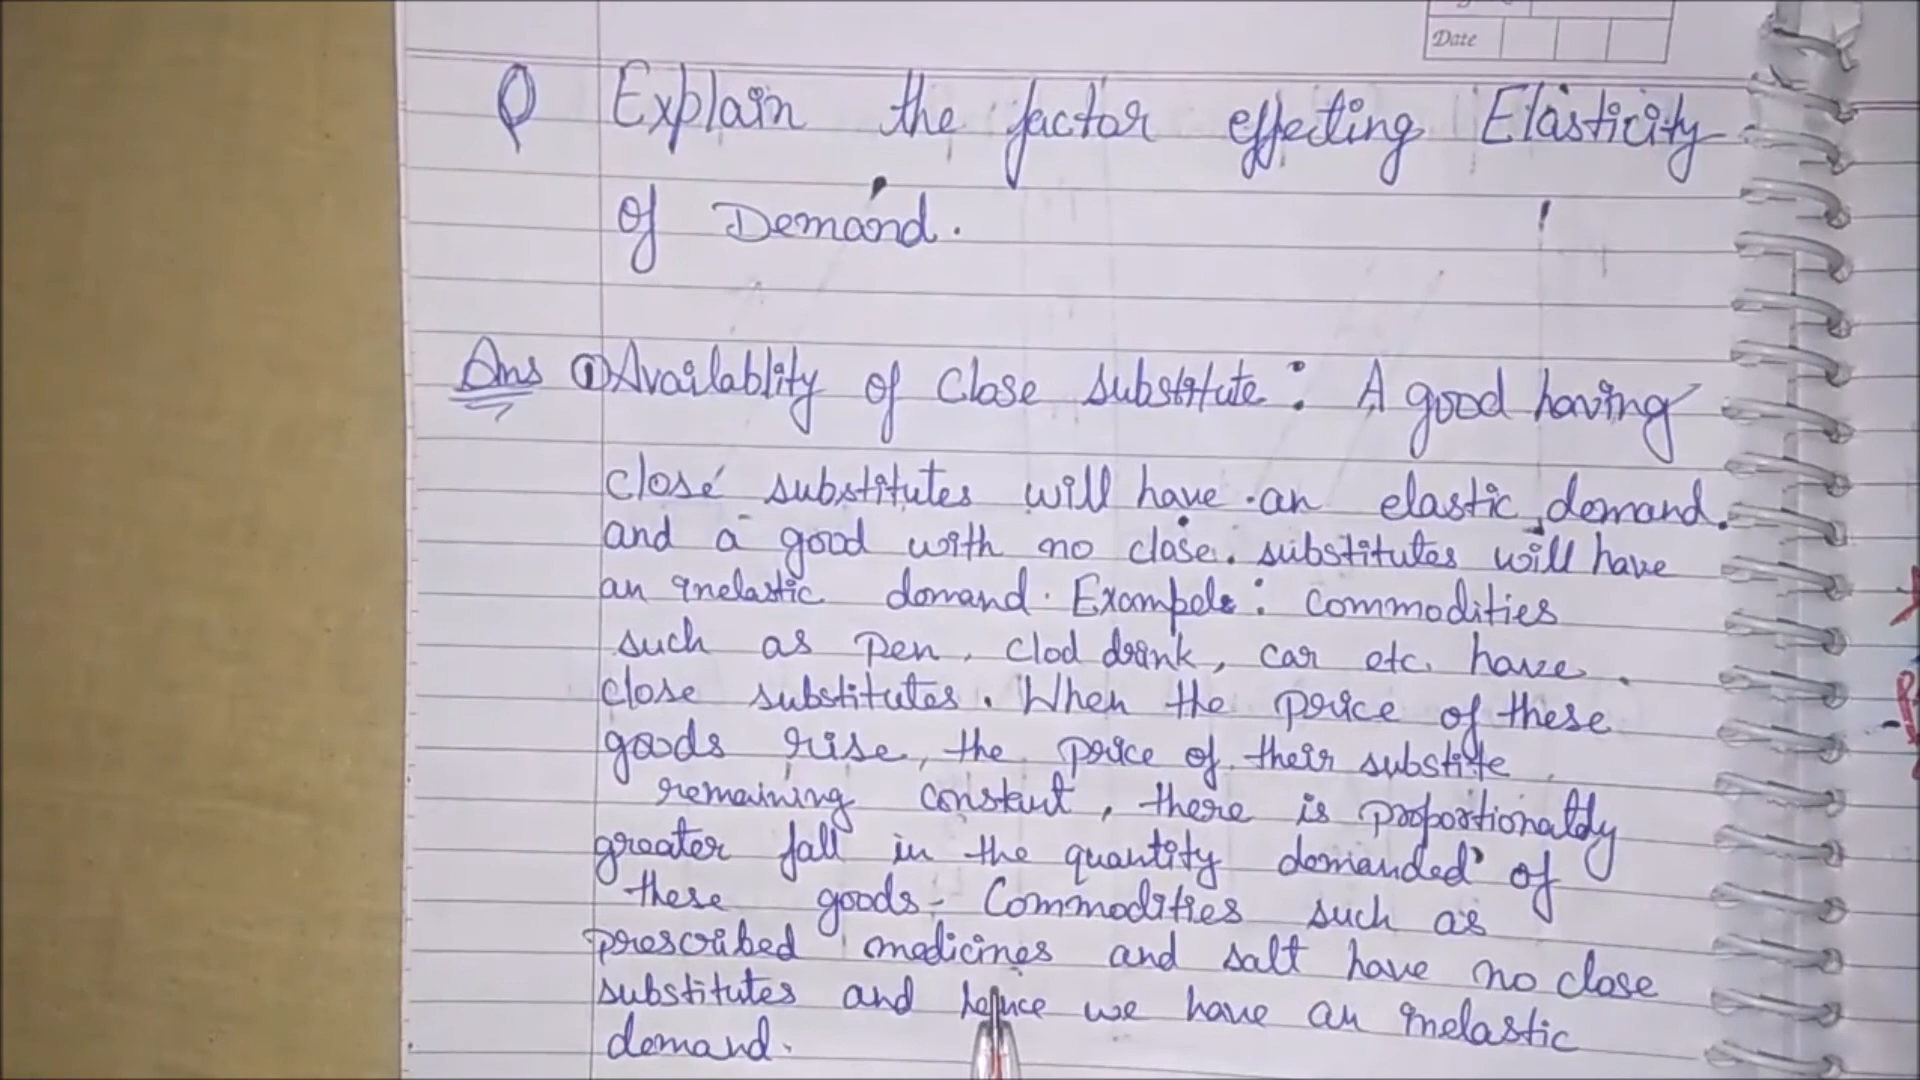 Date
Q Explain the factor effecting Elasticity
of Demand.
Ans ① Availablity of Close substitute : A good having
close substitutes will have an elastic demand.
and a good with no close substitutes will have
an inelastic demand. Exampele : Commodities
such as pen, clod drink, car etc. have
close substitutes. When the price of these
goods rise, the price of their substite
remaining constut, there is proportionaldy
greater fall in the quantity demanded of
these goods. Commodities such as
prescribed medicines and salt have no close
substitutes and hence we have an inelastic
demand.